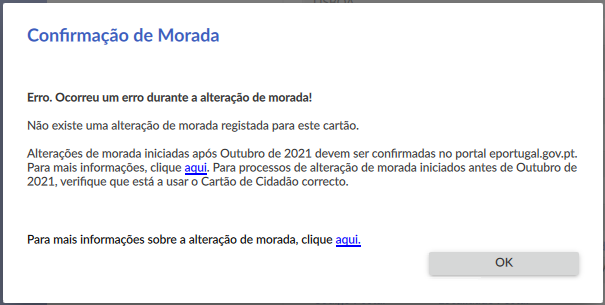 Confirmação de Morada
Erro. Ocorreu um erro durante a alteração de morada!
Não existe uma alteração de morada registada para este cartão.
Alterações de morada iniciadas após Outubro de 2021 devem ser confirmadas no portal eportugal.gov.pt.
Para mais informações, clique aqui. Para processos de alteração de morada iniciados antes de Outubro de
2021, verifique que está a usar o Cartão de Cidadão correcto.
Para mais informações sobre a alteração de morada, clique aqui.
OK